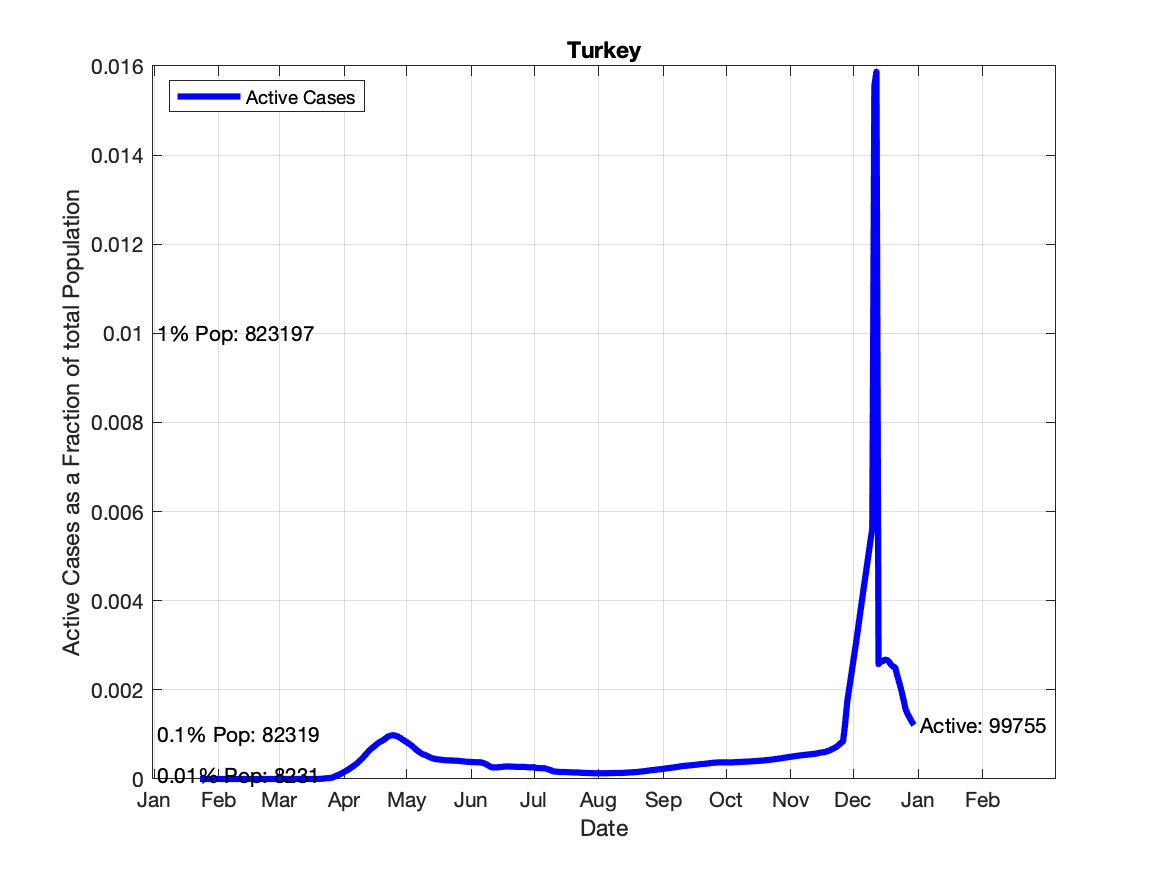 Turkey
Active Cases
Active Cases as a Fraction of total Population
0.016
0.014
0.012
0.01
0.008
0.006
0.004
0.002
0
1% Pop: 823197
0.1% Pop: 82319
0.01% Pop: 8231
Active: 99755
Jan Feb Mar Apr May Jun Jul Aug Sep Oct Nov Dec Jan Feb
Date